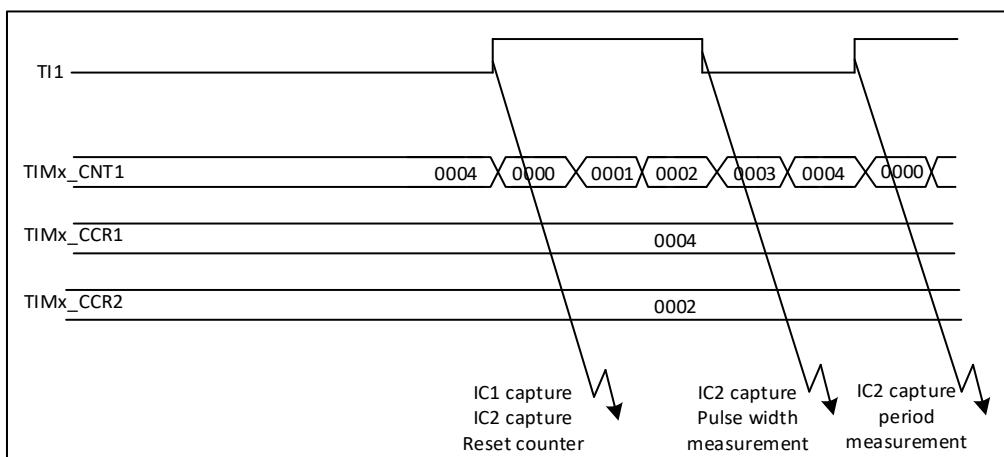 TI1
TIMx_CNT1
0004 0000 0001 0002 0003 0004 0000
TIMx_CCR1
0004
TIMx_CCR2
0002
IC1 capture
IC2 capture
Reset counter
IC2 capture
Pulse width
measurement
IC2 capture
period
measurement